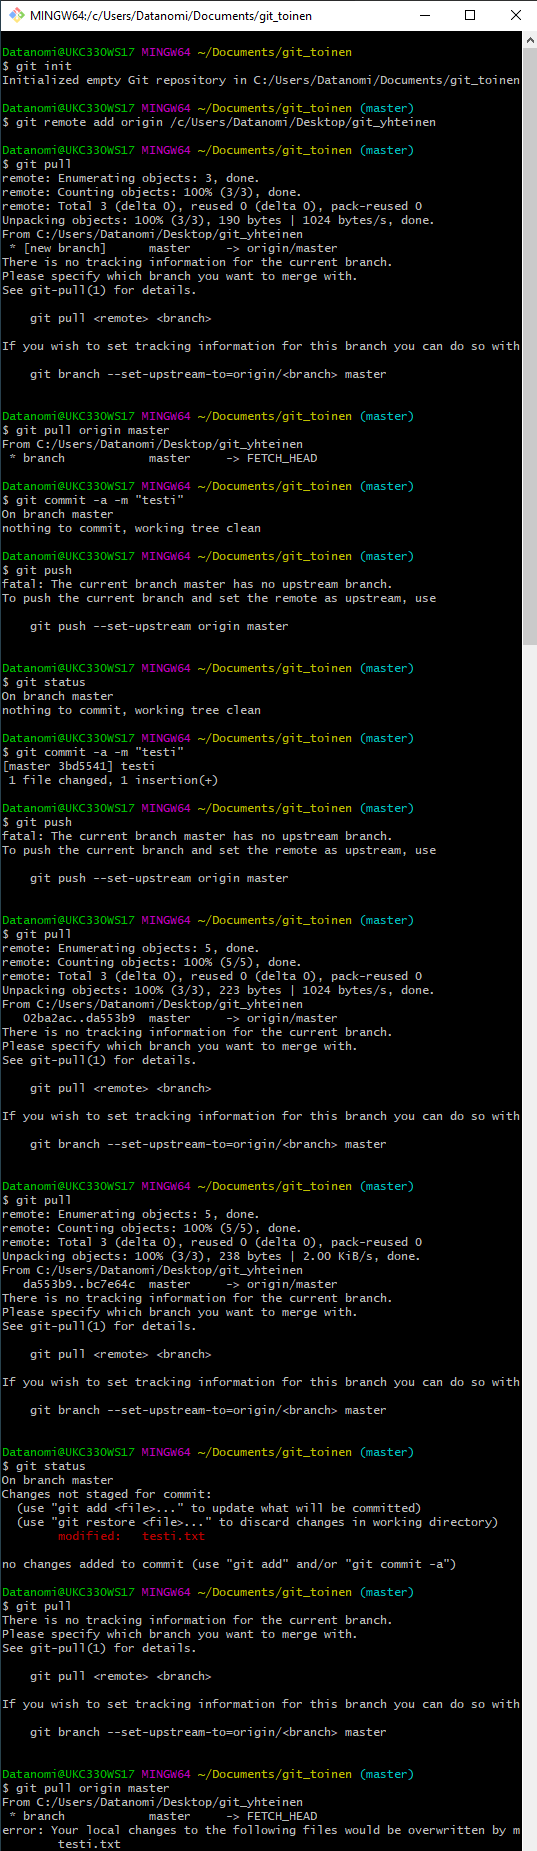 MINGW64:/c/Users/Datanomi/Documents/git_toinen
Datanomi@UKC330WS17 MINGW64 ~/Documents/git_toinen
$ git init
Initialized empty Git repository in C:/Users/Datanomi/Documents/git_toinen
Datanomi@UKC330WS17 MINGW64 ~/Documents/git_toinen (master)
$ git remote add origin /c/Users/Datanomi/Desktop/git_yhteinen
Datanomi@UKC330WS17 MINGW64 ~/Documents/git_toinen (master)
$ git pull
remote: Enumerating objects: 3, done.
remote: Counting objects: 100% (3/3), done.
remote: Total 3 (delta 0), reused 0 (delta 0), pack-reused 0
Unpacking objects: 100% (3/3), 190 bytes | 1024 bytes/s, done.
From C:/Users/Datanomi/Desktop/git_yhteinen
 * [new branch]      master     -> origin/master
There is no tracking information for the current branch.
Please specify which branch you want to merge with.
See git-pull(1) for details.
    git pull <remote> <branch>
If you wish to set tracking information for this branch you can do so with
    git branch --set-upstream-to=origin/<branch> master
Datanomi@UKC330WS17 MINGW64 ~/Documents/git_toinen (master)
$ git pull origin master
From C:/Users/Datanomi/Desktop/git_yhteinen
 * branch            master     -> FETCH_HEAD
Datanomi@UKC330WS17 MINGW64 ~/Documents/git_toinen (master)
$ git commit -a -m "testi"
On branch master
nothing to commit, working tree clean
Datanomi@UKC330WS17 MINGW64 ~/Documents/git_toinen (master)
$ git push
fatal: The current branch master has no upstream branch.
To push the current branch and set the remote as upstream, use
    git push --set-upstream origin master
Datanomi@UKC330WS17 MINGW64 ~/Documents/git_toinen (master)
$ git status
On branch master
nothing to commit, working tree clean
Datanomi@UKC330WS17 MINGW64 ~/Documents/git_toinen (master)
$ git commit -a -m "testi"
[master 3bd5541] testi
 1 file changed, 1 insertion(+)
Datanomi@UKC330WS17 MINGW64 ~/Documents/git_toinen (master)
$ git push
fatal: The current branch master has no upstream branch.
To push the current branch and set the remote as upstream, use
    git push --set-upstream origin master
Datanomi@UKC330WS17 MINGW64 ~/Documents/git_toinen (master)
$ git pull
remote: Enumerating objects: 5, done.
remote: Counting objects: 100% (5/5), done.
remote: Total 3 (delta 0), reused 0 (delta 0), pack-reused 0
Unpacking objects: 100% (3/3), 223 bytes | 1024 bytes/s, done.
From C:/Users/Datanomi/Desktop/git_yhteinen
   02ba2ac..da553b9  master     -> origin/master
There is no tracking information for the current branch.
Please specify which branch you want to merge with.
See git-pull(1) for details.
    git pull <remote> <branch>
If you wish to set tracking information for this branch you can do so with
    git branch --set-upstream-to=origin/<branch> master
Datanomi@UKC330WS17 MINGW64 ~/Documents/git_toinen (master)
$ git pull
remote: Enumerating objects: 5, done.
remote: Counting objects: 100% (5/5), done.
remote: Total 3 (delta 0), reused 0 (delta 0), pack-reused 0
Unpacking objects: 100% (3/3), 238 bytes | 2.00 KiB/s, done.
From C:/Users/Datanomi/Desktop/git_yhteinen
   da553b9..bc7e64c  master     -> origin/master
There is no tracking information for the current branch.
Please specify which branch you want to merge with.
See git-pull(1) for details.
    git pull <remote> <branch>
If you wish to set tracking information for this branch you can do so with
    git branch --set-upstream-to=origin/<branch> master
Datanomi@UKC330WS17 MINGW64 ~/Documents/git_toinen (master)
$ git status
On branch master
Changes not staged for commit:
  (use "git add <file>..." to update what will be committed)
  (use "git restore <file>..." to discard changes in working directory)
        modified:   testi.txt
no changes added to commit (use "git add" and/or "git commit -a")
Datanomi@UKC330WS17 MINGW64 ~/Documents/git_toinen (master)
$ git pull
There is no tracking information for the current branch.
Please specify which branch you want to merge with.
See git-pull(1) for details.
    git pull <remote> <branch>
If you wish to set tracking information for this branch you can do so with
    git branch --set-upstream-to=origin/<branch> master
Datanomi@UKC330WS17 MINGW64 ~/Documents/git_toinen (master)
$ git pull origin master
From C:/Users/Datanomi/Desktop/git_yhteinen
 * branch            master     -> FETCH_HEAD
error: Your local changes to the following files would be overwritten by m
        testi.txt